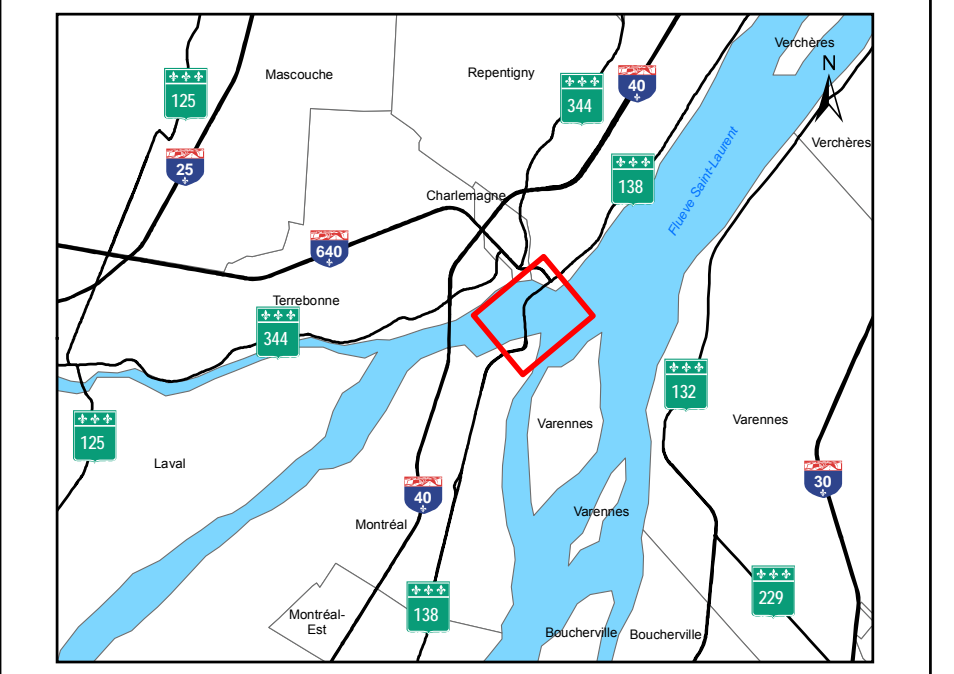 Verchères
N
Mascouche
Repentigny
125
40
344
Verchères
25
138
Flueve Saint-Laurent
Charlemagne
640
Terrebonne
344
132
125
Varennes
Varennes
Laval
30
40
Varennes
Montréal
229
138
Montréal-
Est
Boucherville
Boucherville